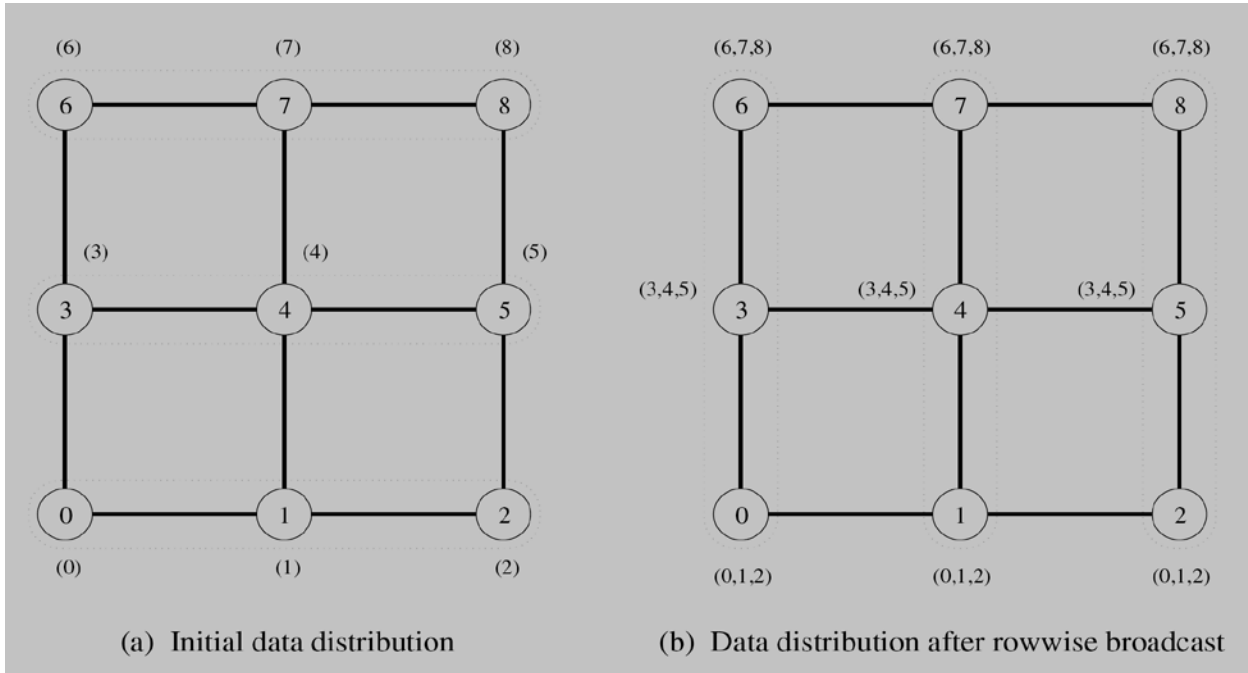 (6) (7) (8)
6 7 8
(3) (4) (5)
3 4 5
0 1 2
(0) (1) (2)
(a) Initial data distribution
(6,7,8) (6,7,8) (6,7,8)
6 7 8
(3,4,5) (3,4,5) (3,4,5)
3 4 5
0 1 2
(0,1,2) (0,1,2) (0,1,2)
(b) Data distribution after rowwise broadcast